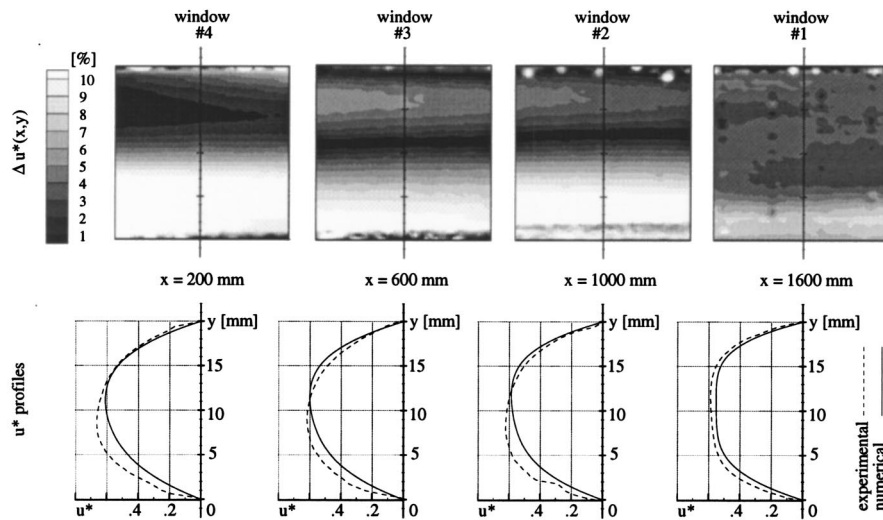 window window window window
#4 #3 #2 #1
[%]
10
9
8
7
6
5
4
3
2
1
Δ u*(x,y)
x = 200 mm x = 600 mm x = 1000 mm x = 1600 mm
y [mm] y [mm] y [mm] y [mm]
15 15 15 15
10 10 10 10
5 5 5 5
u* .4 .2 0 u* .4 .2 0 u* .4 .2 0 u* .4 .2 0
u* profiles
experimental
numerical